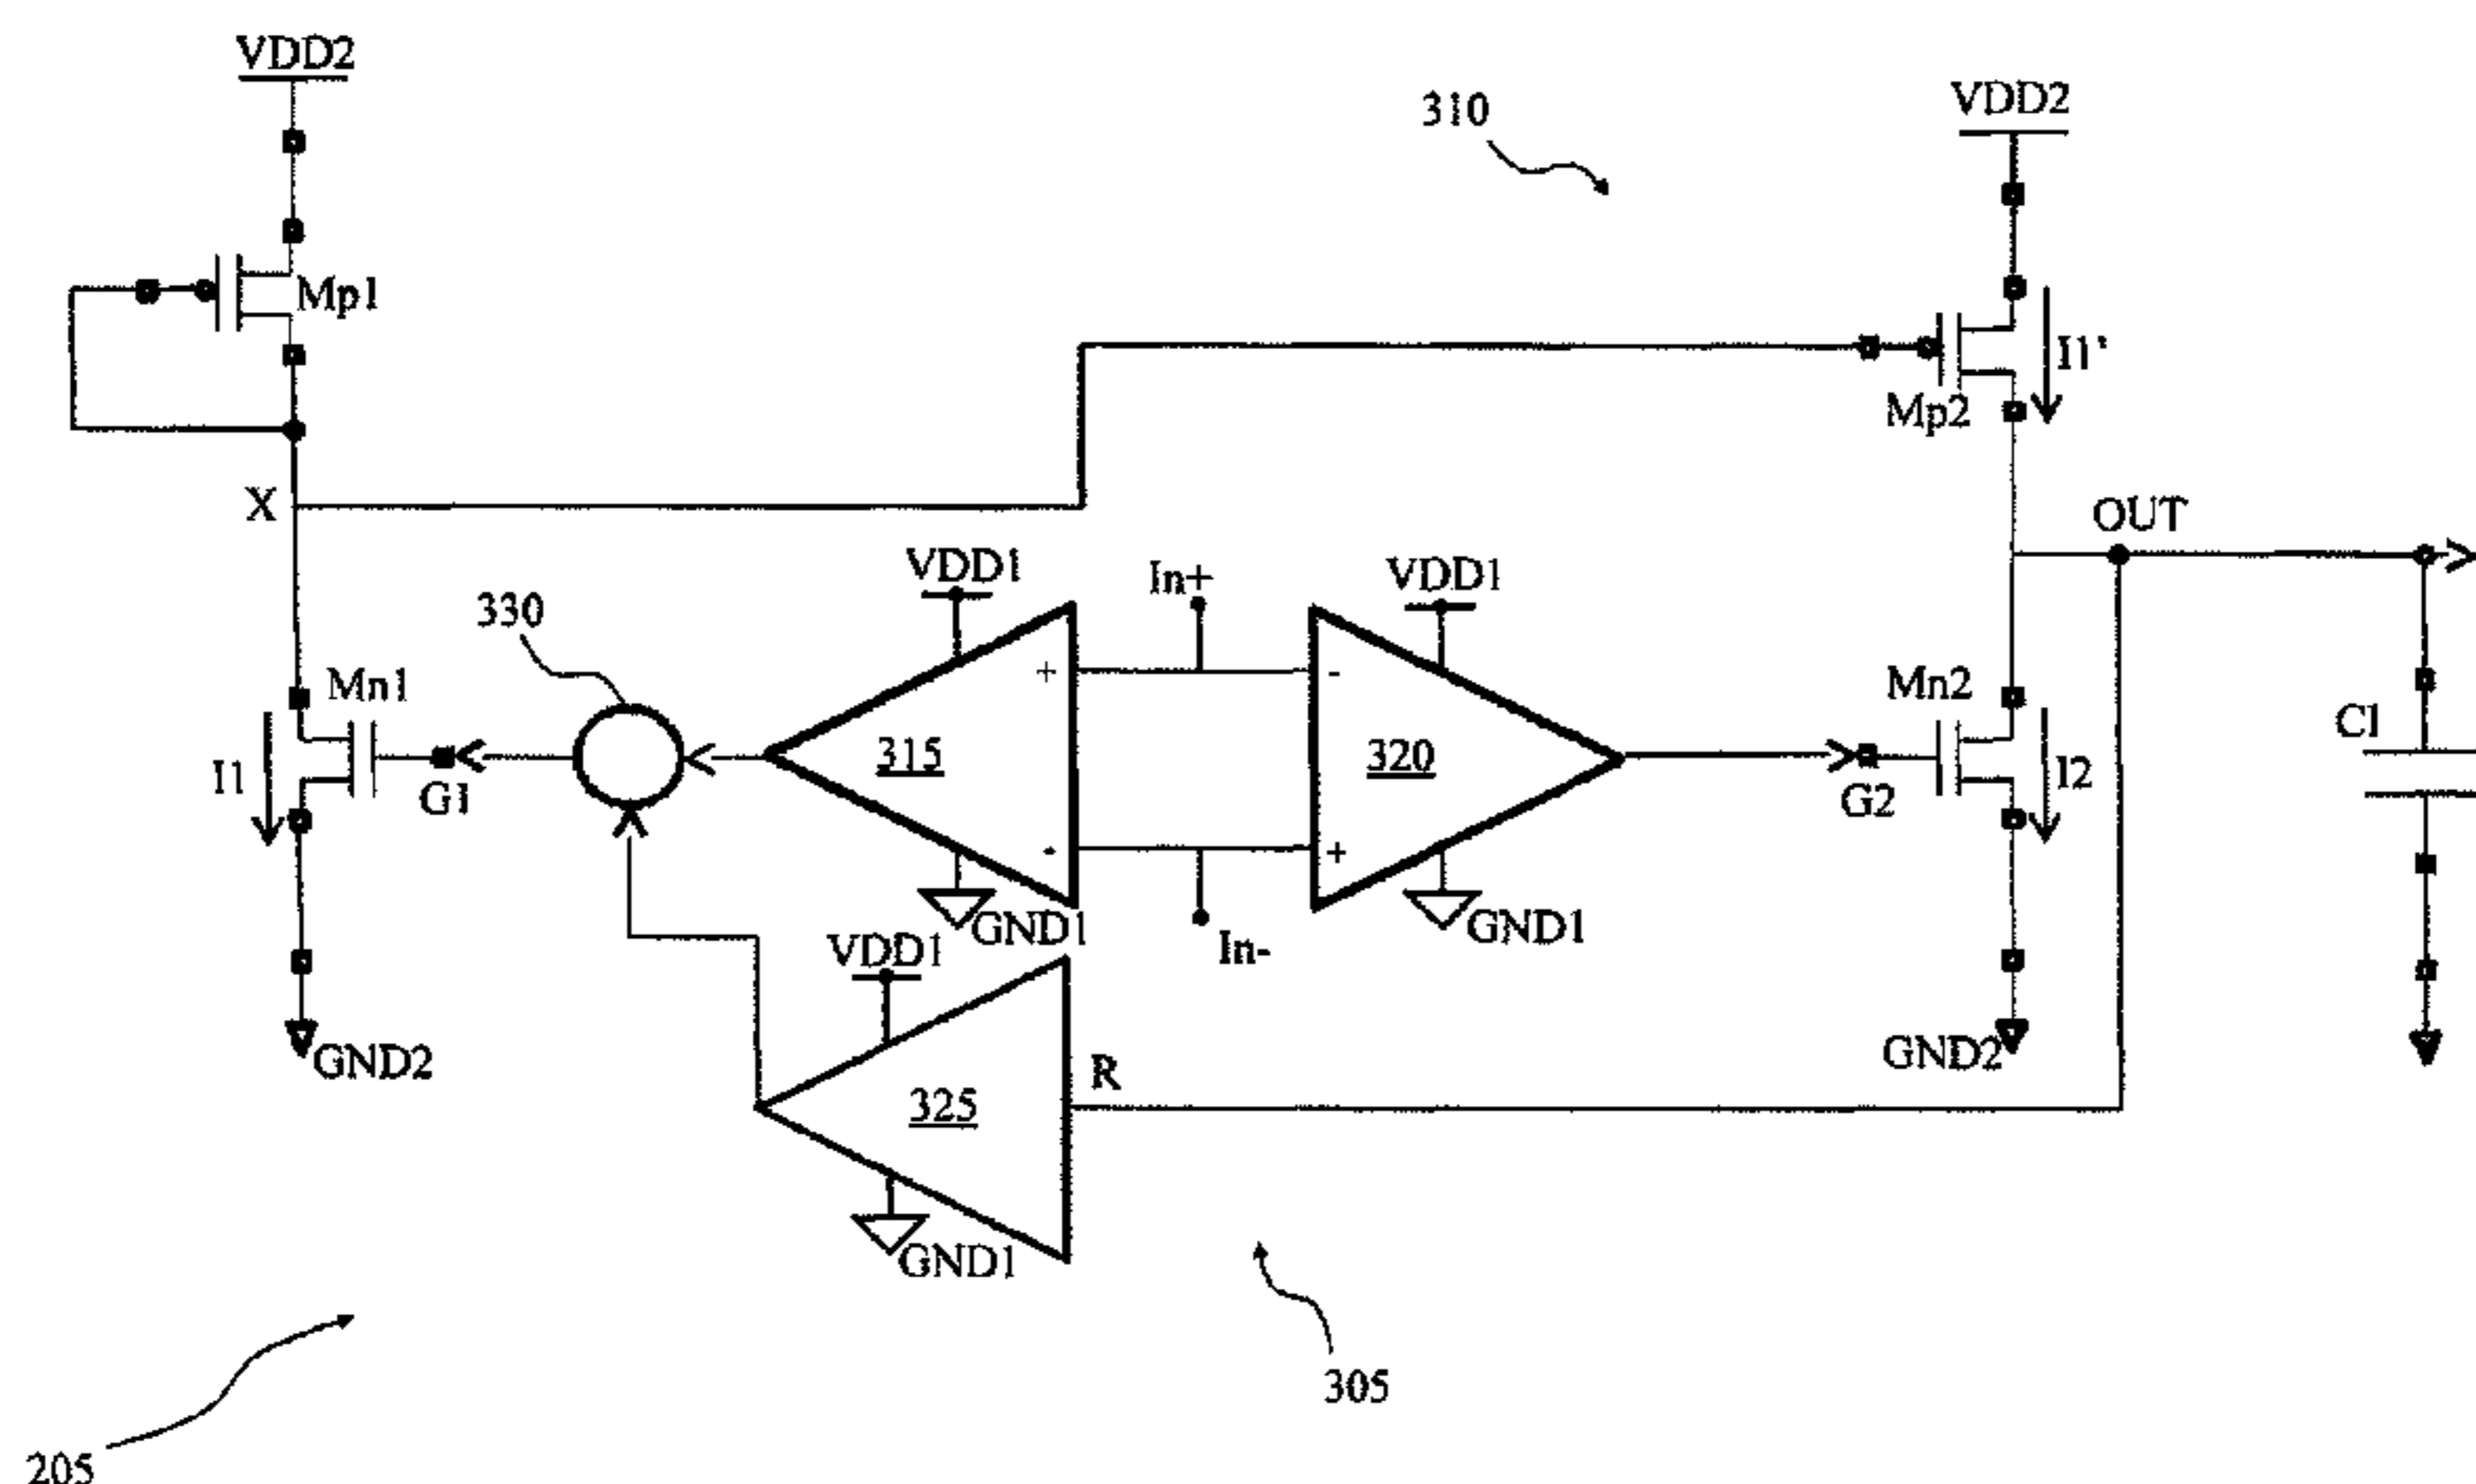 VDD2
VDD2
310
Mp1
I1'
Mp2
X
OUT
VDD1
In+
VDD1
330
Mn1
Mn2
+
-
315
320
C1
I1
I2
G1
G2
-
+
GND1
GND1
VDD1
In-
GND2
GND2
R
325
GND1
305
205